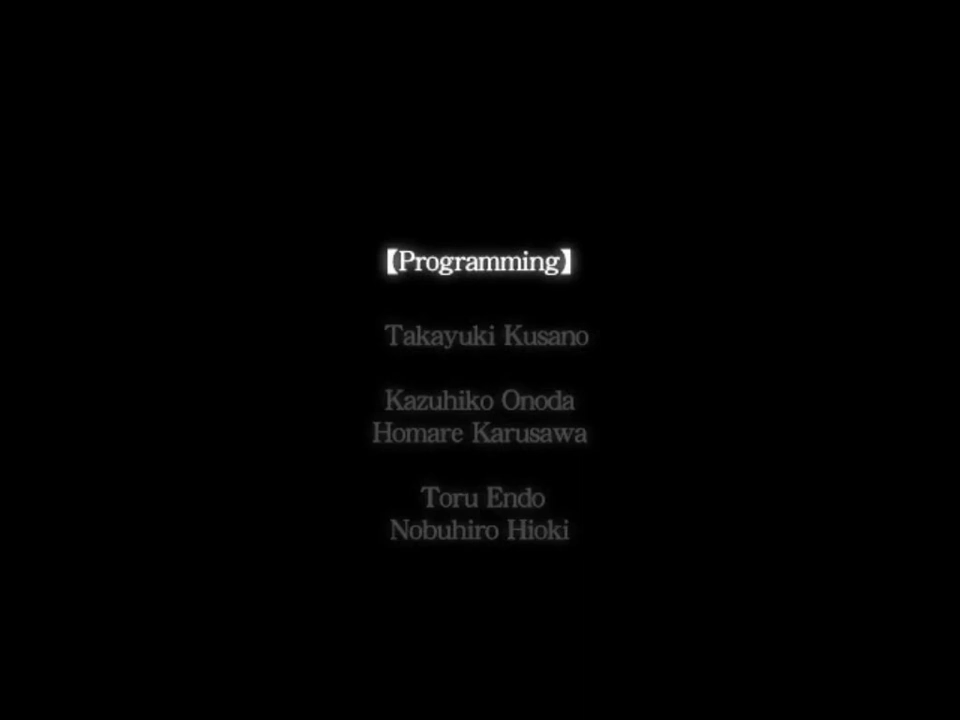 【Programming】
Takayuki Kusano
Kazuhiko Onoda
Homare Karusawa
Toru Endo
Nobuhiro Hioki